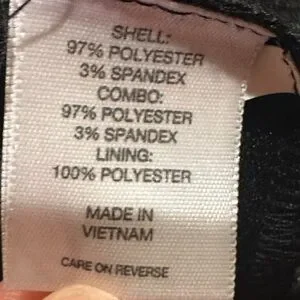 SHELL:
97% POLYESTER
3% SPANDEX
COMBO:
97% POLYESTER
3% SPANDEX
LINING:
100% POLYESTER
MADE IN
VIETNAM
CARE ON REVERSE